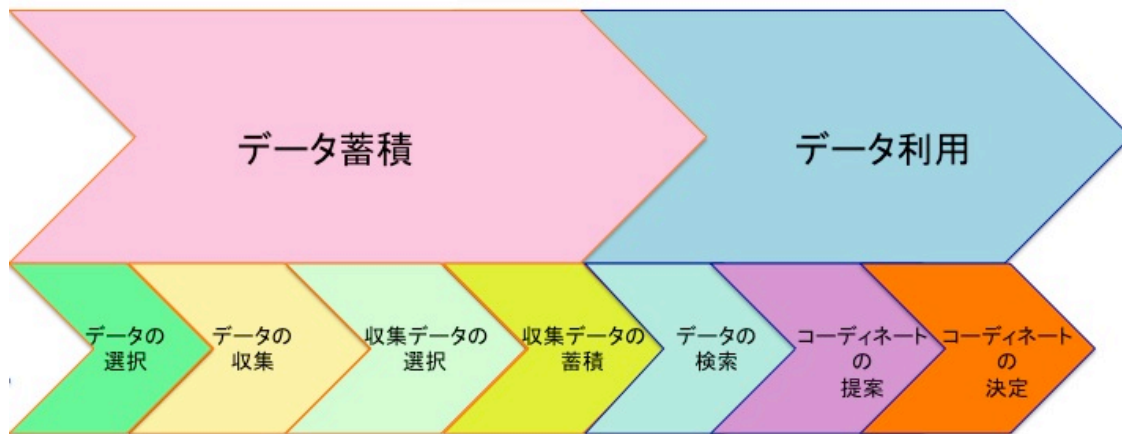 データ蓄積
データ利用
データの
選択
データの
収集
収集データの
選択
収集データの
蓄積
データの
検索
コーディネート
の
提案
コーディネート
の
決定